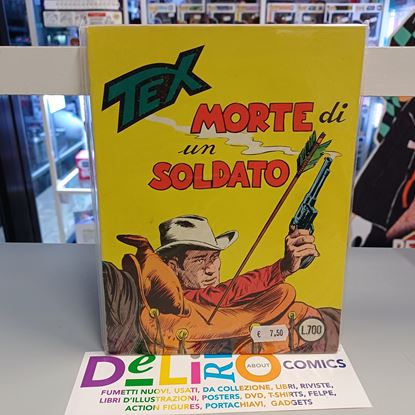 TEX
MORTE di
un
SOLDATO
€ 7,50
L.700
DeLiRi
ABOUT
COMICS
FUMETTI NUOVI, USATI, DA COLLEZIONE, LIBRI, RIVISTE,
LIBRI D'ILLUSTRAZIONI, POSTERS, DVD, T-SHIRTS, FELPE,
ACTION FIGURES, PORTACHIAVI, GADGETS